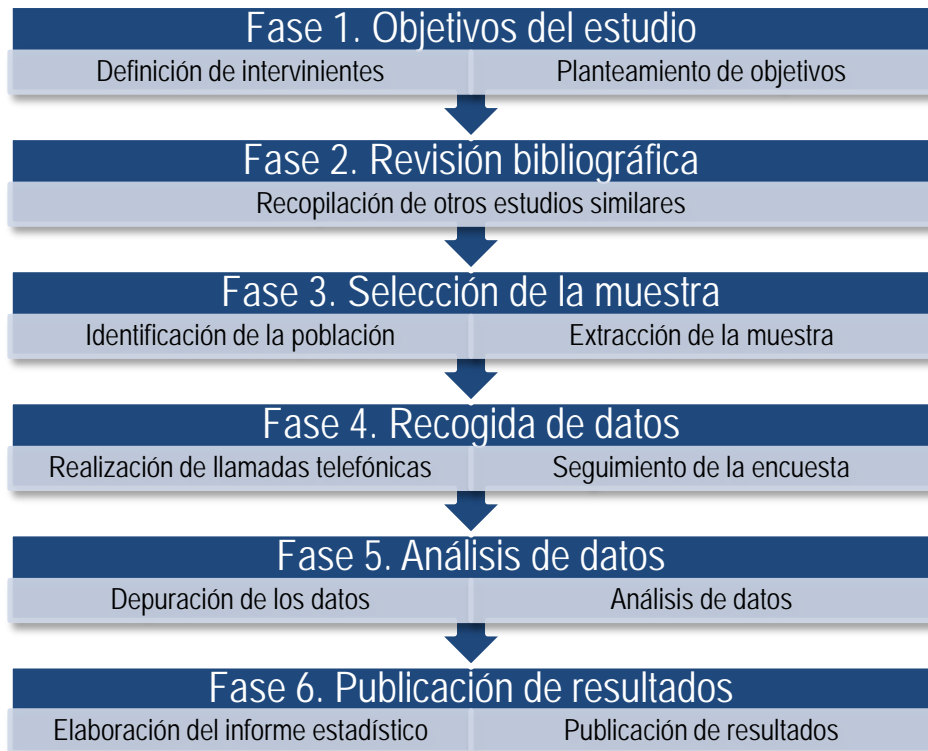 Fase 1. Objetivos del estudio
Definición de intervinientes
Planteamiento de objetivos
Fase 2. Revisión bibliográfica
Recopilación de otros estudios similares
Fase 3. Selección de la muestra
Identificación de la población
Extracción de la muestra
Fase 4. Recogida de datos
Realización de llamadas telefónicas
Seguimiento de la encuesta
Fase 5. Análisis de datos
Depuración de los datos
Análisis de datos
Fase 6. Publicación de resultados
Elaboración del informe estadístico
Publicación de resultados